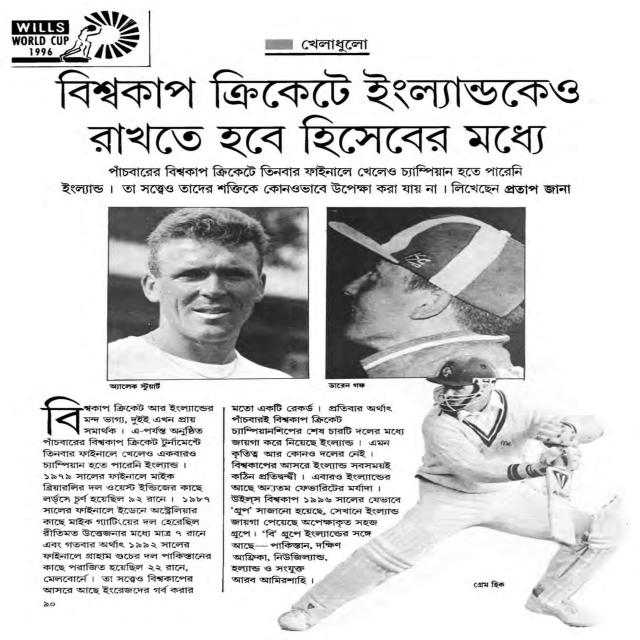 WILLS
WORLD CUP
1996
খেলাধুলো
বিশ্বকাপ ক্রিকেটে ইংল্যান্ডকেও
রাখতে হবে হিসেবের মধ্যে
পাঁচবারের বিশ্বকাপ ক্রিকেটে তিনবার ফাইনালে খেলেও চ্যাম্পিয়ান হতে পারেনি
ইংল্যান্ড । তা সত্ত্বেও তাদের শক্তিকে কোনওভাবে উপেক্ষা করা যায় না । লিখেছেন প্রতাপ জানা
অ্যালেক স্টুয়ার্ট
ডারেন গফ
বিশ্বকাপ ক্রিকেট আর ইংল্যান্ডের
মন্দ ভাগ্য, দুইই এখন প্রায়
সমার্থক । এ-পর্যন্ত অনুষ্ঠিত
পাঁচবারের বিশ্বকাপ ক্রিকেট টুর্নামেন্টে
তিনবার ফাইনালে খেলেও একবারও
চ্যাম্পিয়ান হতে পারেনি ইংল্যান্ড ।
১৯৭৯ সালের ফাইনালে মাইক
ব্রিয়ারলির দল ওয়েস্ট ইন্ডিজের কাছে
লর্ড্‌সে চূর্ণ হয়েছিল ৯২ রানে । ১৯৮৭
সালের ফাইনালে ইডেনে অস্ট্রেলিয়ার
কাছে মাইক গ্যাটিংয়ের দল হেরেছিল
রীতিমত উত্তেজনার মধ্যে মাত্র ৭ রানে
এবং গতবার অর্থাৎ ১৯৯২ সালের
ফাইনালে গ্রাহাম গুচের দল পাকিস্তানের
কাছে পরাজিত হয়েছিল ২২ রানে,
মেলবোর্নে । তা সত্ত্বেও বিশ্বকাপের
আসরে আছে ইংরেজদের গর্ব করার
মতো একটি রেকর্ড । প্রতিবার অর্থাৎ
পাঁচবারই বিশ্বকাপ ক্রিকেট
চ্যাম্পিয়ানশিপের শেষ চারটি দলের মধ্যে
জায়গা করে নিয়েছে ইংল্যান্ড । এমন
কৃতিত্ব আর কোনও দলের নেই ।
বিশ্বকাপের আসরে ইংল্যান্ড সবসময়ই
কঠিন প্রতিদ্বন্দ্বী । এবারও ইংল্যান্ডের
আছে অন্যতম ফেভারিটের মর্যাদা ।
উইল্‌স বিশ্বকাপ ১৯৯৬ সালের যেভাবে
'গ্রুপ' সাজানো হয়েছে, সেখানে ইংল্যান্ড
জায়গা পেয়েছে অপেক্ষাকৃত সহজ
গ্রুপে । 'বি' গ্রুপে ইংল্যান্ডের সঙ্গে
আছে— পাকিস্তান, দক্ষিণ
আফ্রিকা, নিউজিল্যান্ড,
হল্যান্ড ও সংযুক্ত
আরব আমিরশাহি ।
গ্রেম হিক
৯০